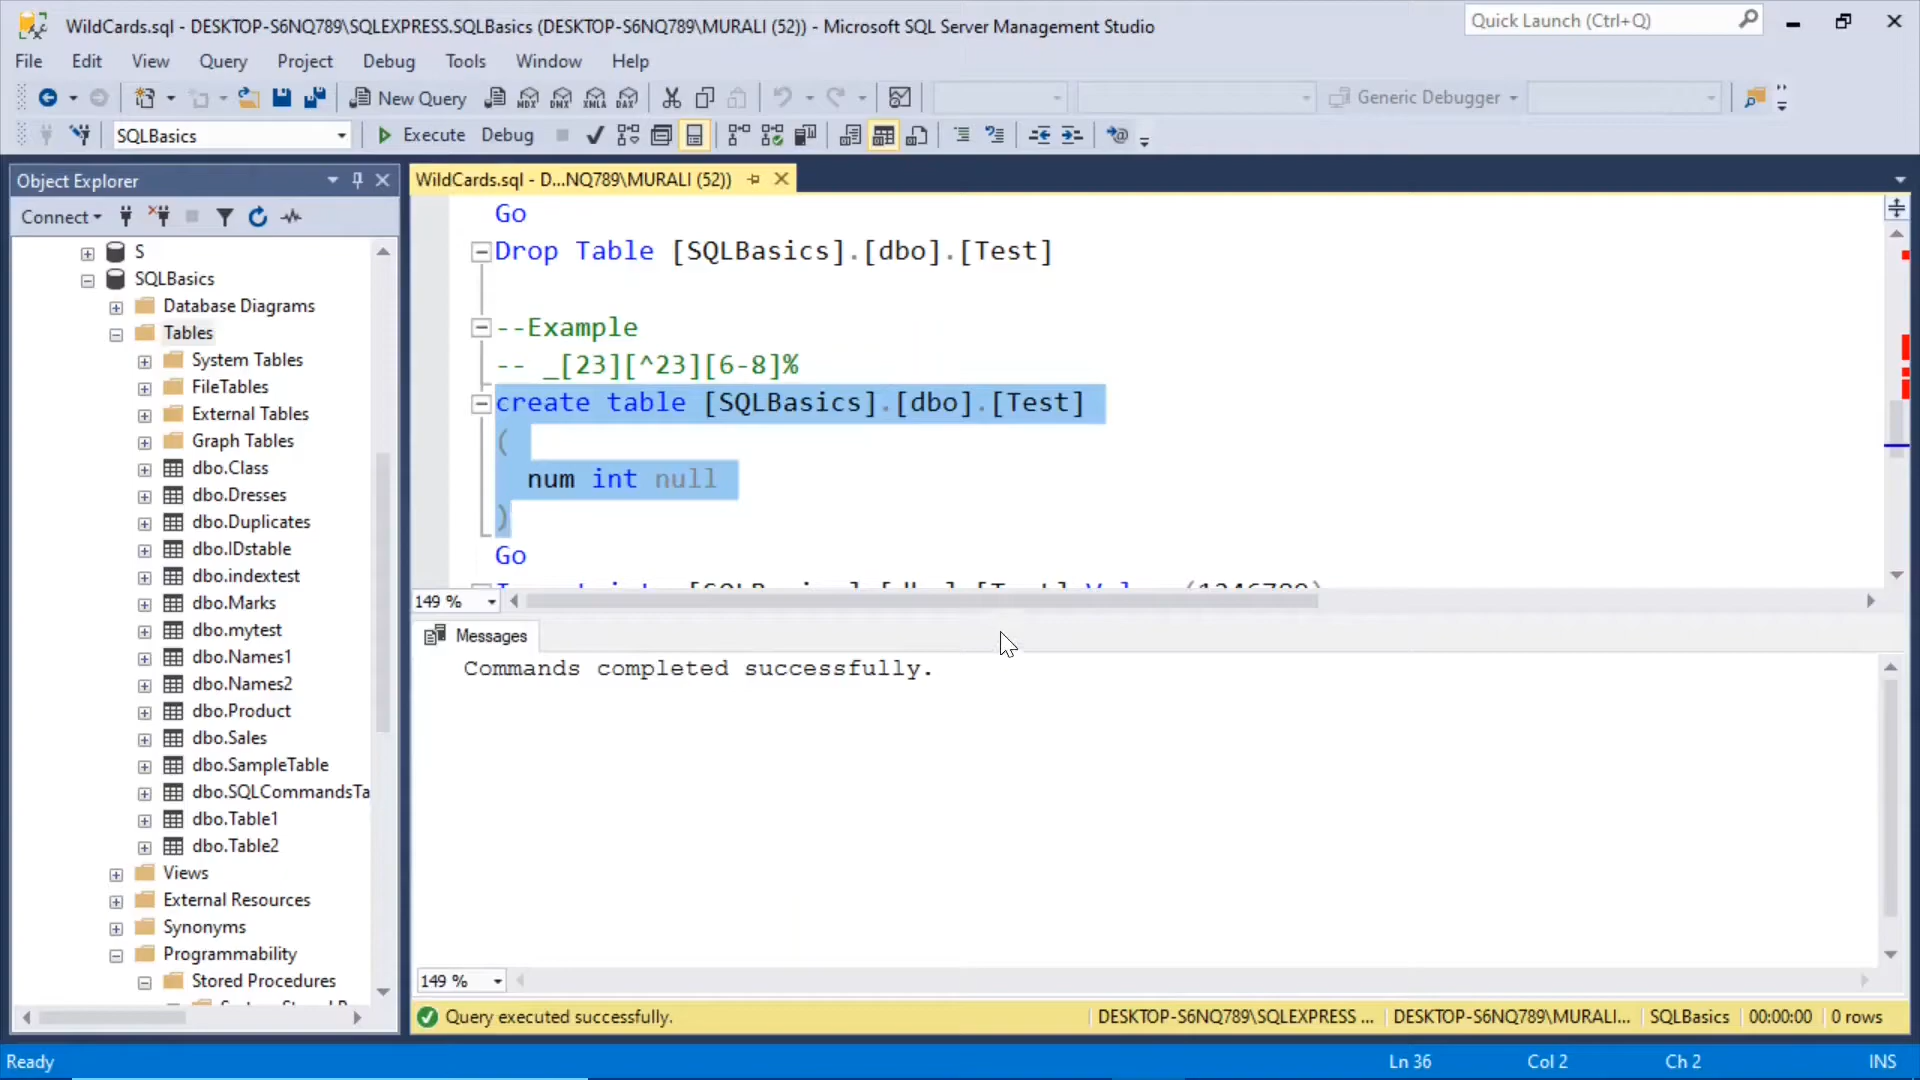 WildCards.sql - DESKTOP-S6NQ789\SQLEXPRESS.SQLBasics (DESKTOP-S6NQ789\MURALI (52)) - Microsoft SQL Server Management Studio
Quick Launch (Ctrl+Q)
File Edit View Query Project Debug Tools Window Help
New Query MDX DMX XMLA DAX Generic Debugger
SQLBasics Execute Debug
Object Explorer
Connect
S
SQLBasics
Database Diagrams
Tables
System Tables
FileTables
External Tables
Graph Tables
dbo.Class
dbo.Dresses
dbo.Duplicates
dbo.IDstable
dbo.indextest
dbo.Marks
dbo.mytest
dbo.Names1
dbo.Names2
dbo.Product
dbo.Sales
dbo.SampleTable
dbo.SQLCommandsTa
dbo.Table1
dbo.Table2
Views
External Resources
Synonyms
Programmability
Stored Procedures
WildCards.sql - D...NQ789\MURALI (52))
Go
Drop Table [SQLBasics].[dbo].[Test]
--Example
-- _[23][^23][6-8]%
create table [SQLBasics].[dbo].[Test]
(
num int null
)
Go
149 %
Messages
Commands completed successfully.
149 %
Query executed successfully. DESKTOP-S6NQ789\SQLEXPRESS ... DESKTOP-S6NQ789\MURALI... SQLBasics 00:00:00 0 rows
Ready Ln 36 Col 2 Ch 2 INS